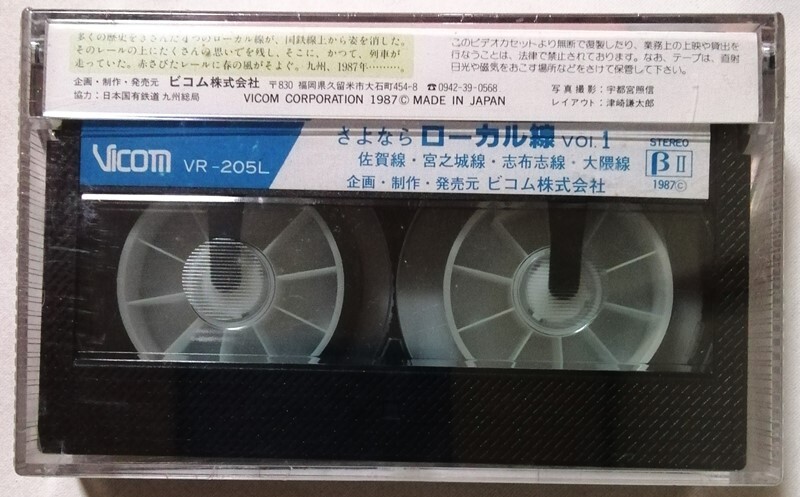 多くの歴史をきざんだ4つのローカル線が、国鉄線上から姿を消した。
そのレールの上にたくさんの思いでを残し、そこに、かつて、列車が
走っていた。赤さびたレールに春の風がそよぐ。九州、1987年………。
このビデオカセットより無断で復製したり、業務上の上映や賃出を
行なうことは、法律で禁止されております。なお、テープは、直射
日光や磁気をおこす場所などをさけて保管して下さい。
企画・制作・発売元 ビコム株式会社 〒830 福岡県久留米市大石町454-8 ☎0942-39-0568
協力：日本国有鉄道 九州総局
VICOM CORPORATION 1987 © MADE IN JAPAN
写真撮影：宇都宮照信
レイアウト：津崎謙太郎
Vicom VR-205L
さよなら ローカル線 VOl.1
佐賀線・宮之城線・志布志線・大隅線
企画・制作・発売元 ビコム株式会社
STEREO
β II
1987©